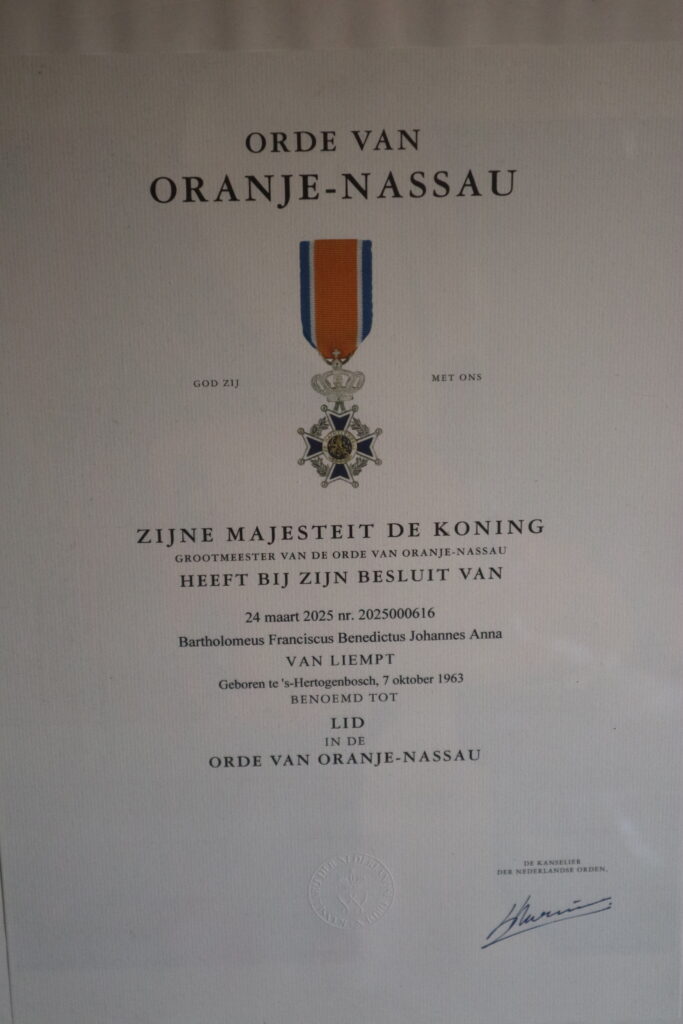 ORDE VAN
ORANJE-NASSAU
GOD ZIJ
MET ONS
ZIJNE MAJESTEIT DE KONING
GROOTMEESTER VAN DE ORDE VAN ORANJE-NASSAU
HEEFT BIJ ZIJN BESLUIT VAN
24 maart 2025 nr. 2025000616
Bartholomeus Franciscus Benedictus Johannes Anna
VAN LIEMPT
Geboren te 's-Hertogenbosch, 7 oktober 1963
BENOEMD TOT
LID
IN DE
ORDE VAN ORANJE-NASSAU
DE KANSELIER
DER NEDERLANDSE ORDEN,